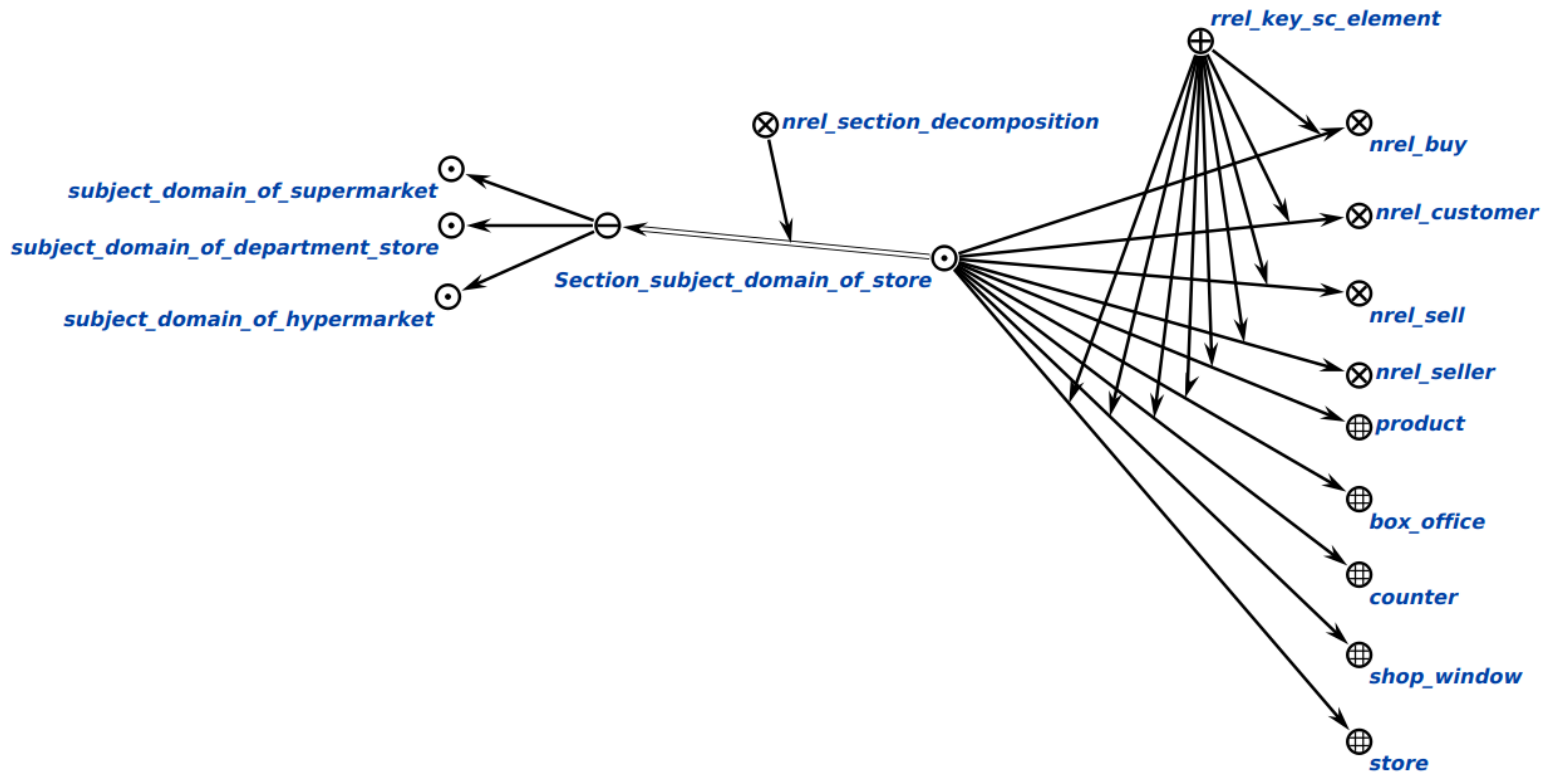 rrel_key_sc_element
nrel_section_decomposition
nrel_buy
subject_domain_of_supermarket
nrel_customer
subject_domain_of_department_store
Section_subject_domain_of_store
subject_domain_of_hypermarket
nrel_sell
nrel_seller
product
box_office
counter
shop_window
store